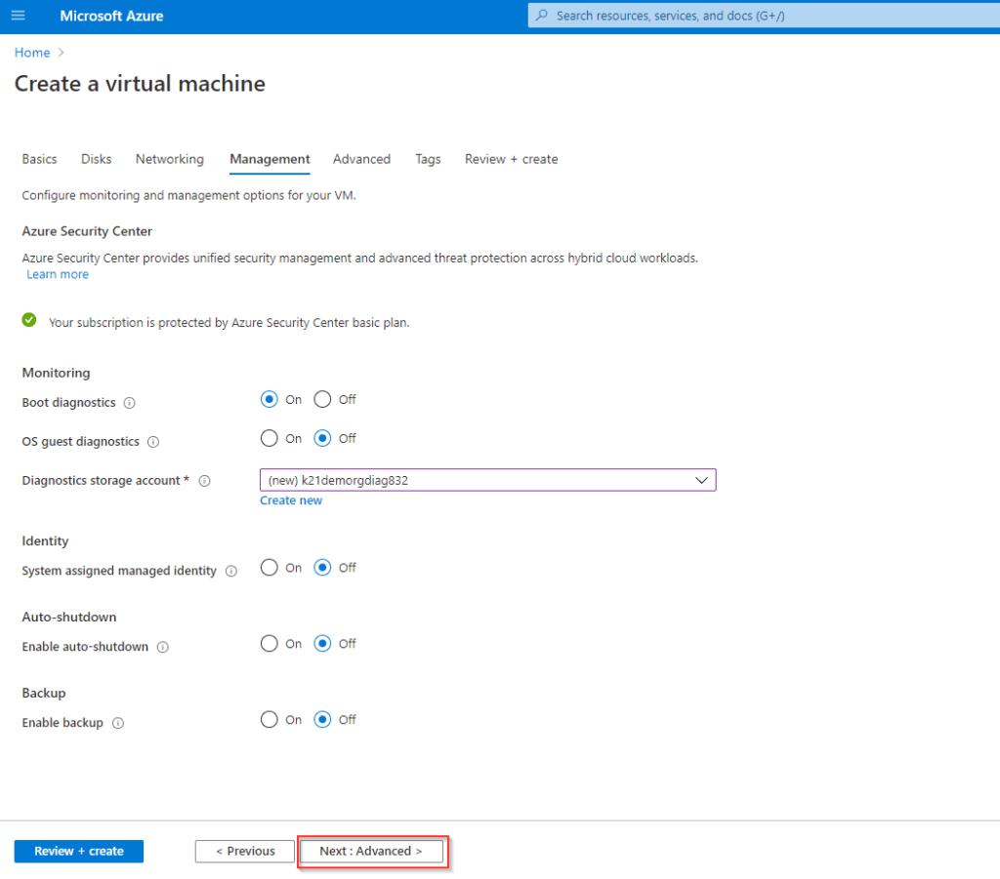 Microsoft Azure
Search resources, services, and docs (G+/)
Home >
Create a virtual machine
Basics Disks Networking Management Advanced Tags Review + create
Configure monitoring and management options for your VM.
Azure Security Center
Azure Security Center provides unified security management and advanced threat protection across hybrid cloud workloads.
Learn more
Your subscription is protected by Azure Security Center basic plan.
Monitoring
Boot diagnostics On Off
OS guest diagnostics On Off
Diagnostics storage account * (new) k21demorgdiag832
Create new
Identity
System assigned managed identity On Off
Auto-shutdown
Enable auto-shutdown On Off
Backup
Enable backup On Off
Review + create < Previous Next : Advanced >